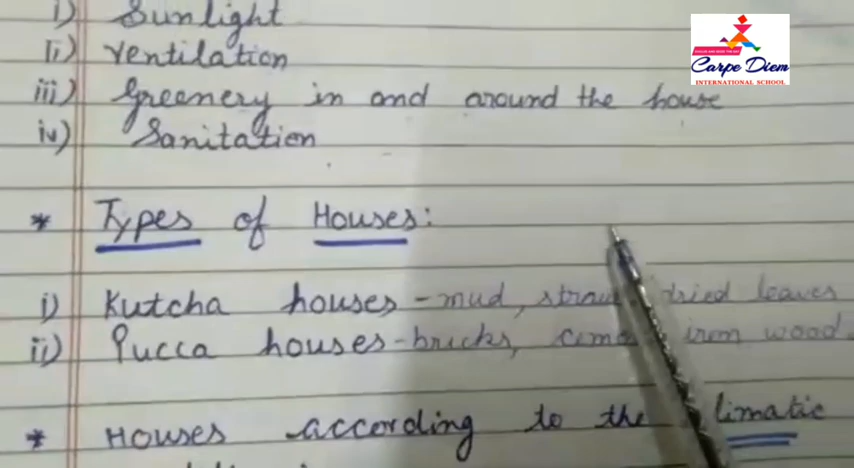 i) Sunlight
ii) Ventilation
iii) Greenery in and around the house
iv) Sanitation
* Types of Houses:
i) Kutcha houses - mud, straw dried leaves
ii) Pucca houses - bricks, iron wood.
* Houses according to the limatic
Carpe Diem
INTERNATIONAL SCHOOL